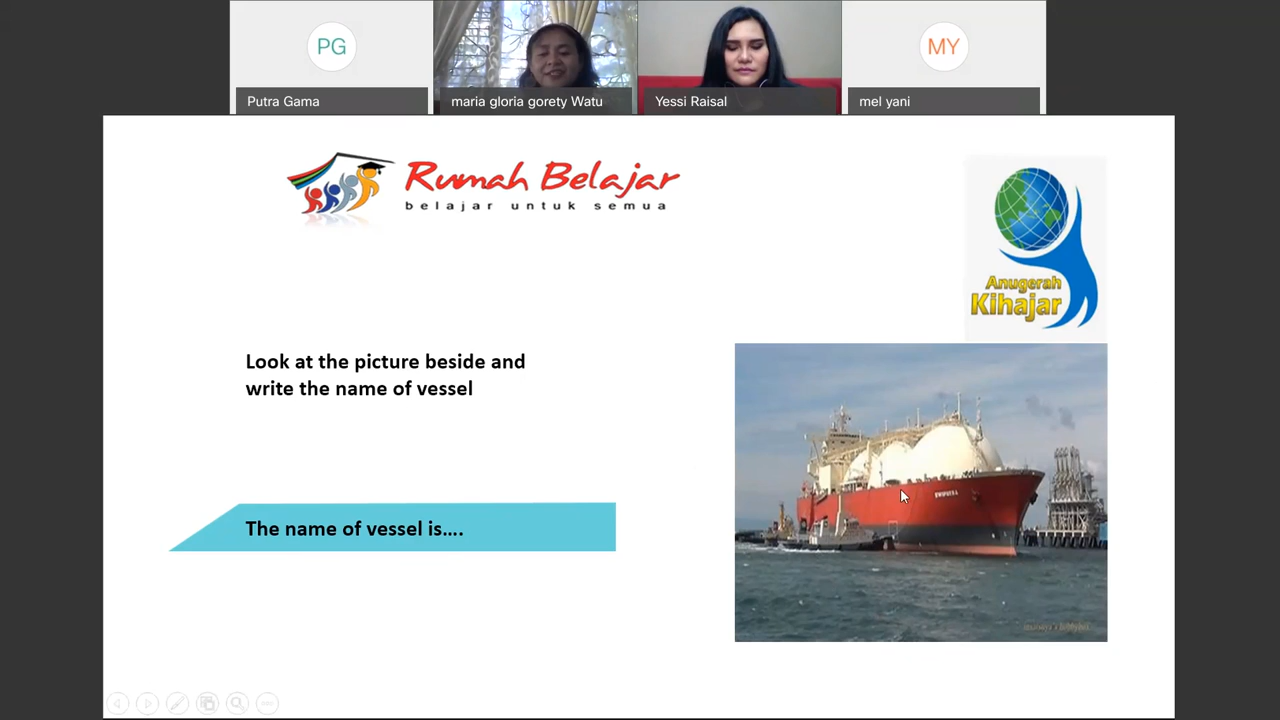 PG
MY
Putra Gama
maria gloria gorety Watu
Yessi Raisal
mel yani
Rumah Belajar
belajar untuk semua
Anugerah
Kihajar
Look at the picture beside and
write the name of vessel
The name of vessel is....